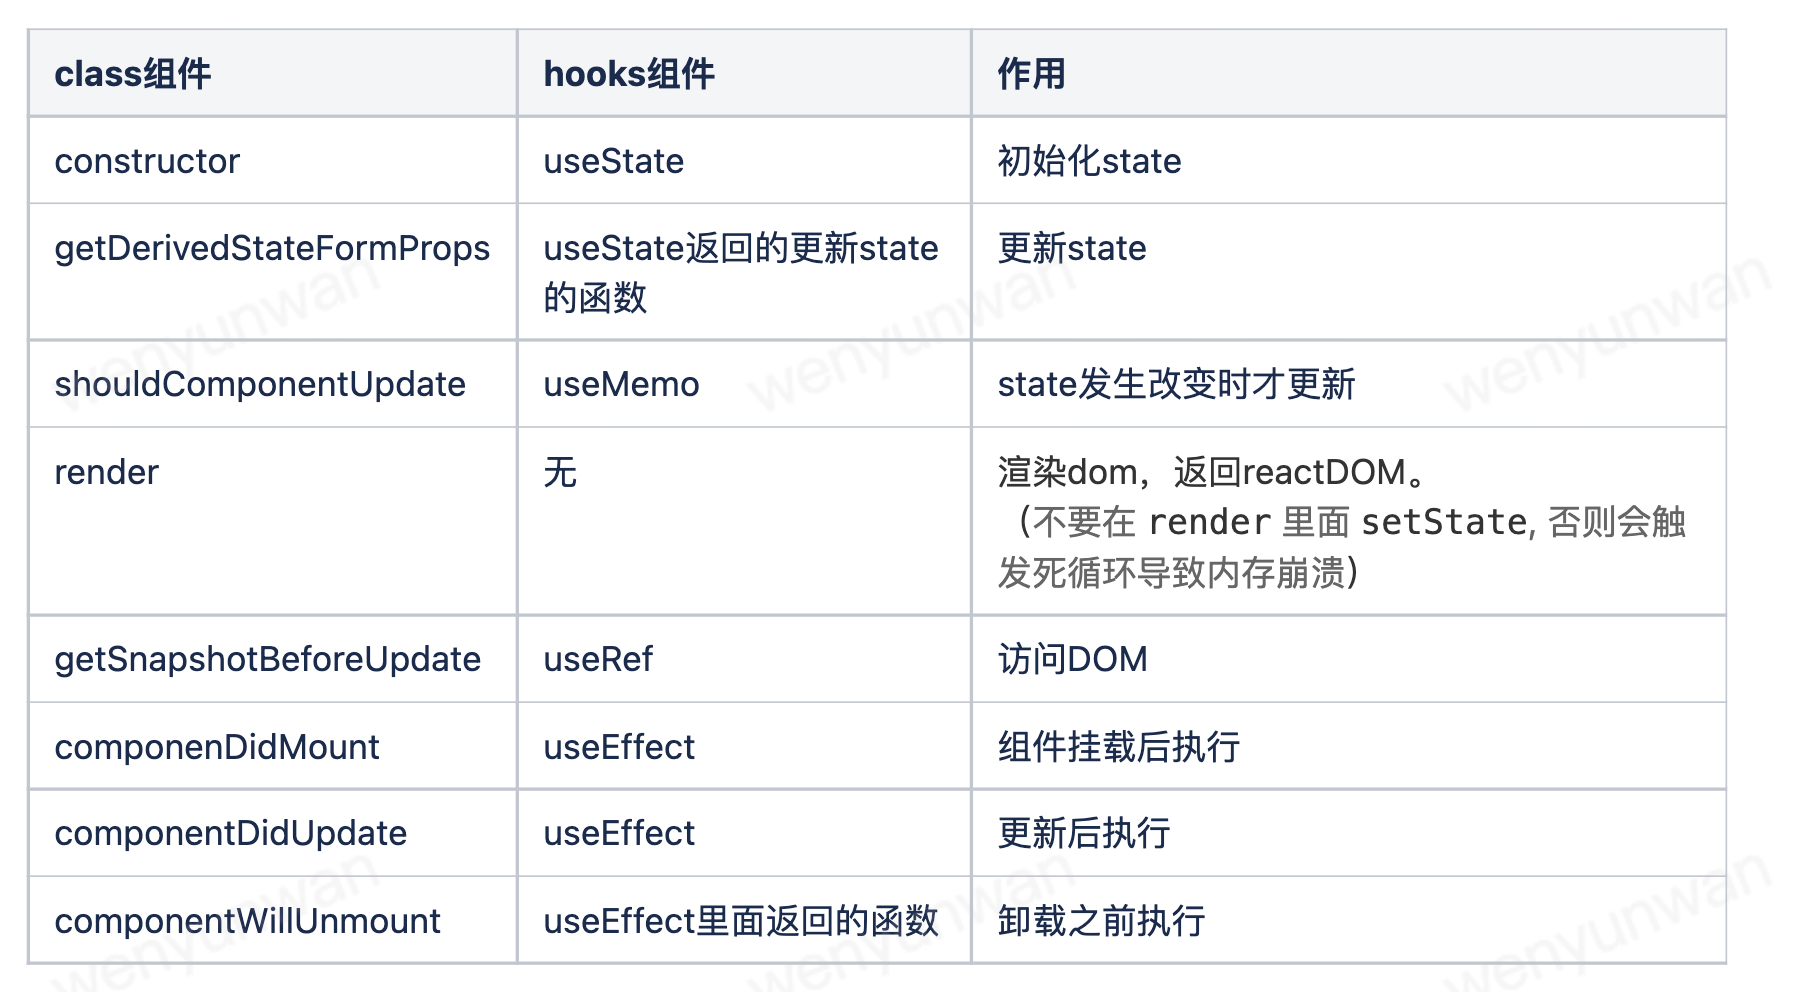 class组件 hooks组件 作用
constructor useState 初始化state
getDerivedStateFormProps useState返回的更新state 更新state
的函数
shouldComponentUpdate useMemo state发生改变时才更新
render 无 渲染dom，返回reactDOM。
（不要在 render 里面 setState, 否则会触
发死循环导致内存崩溃）
getSnapshotBeforeUpdate useRef 访问DOM
componenDidMount useEffect 组件挂载后执行
componentDidUpdate useEffect 更新后执行
componentWillUnmount useEffect里面返回的函数 卸载之前执行
wenyunwan wenyunwan wenyunwan
wenyunwan wenyunwan wenyunwan